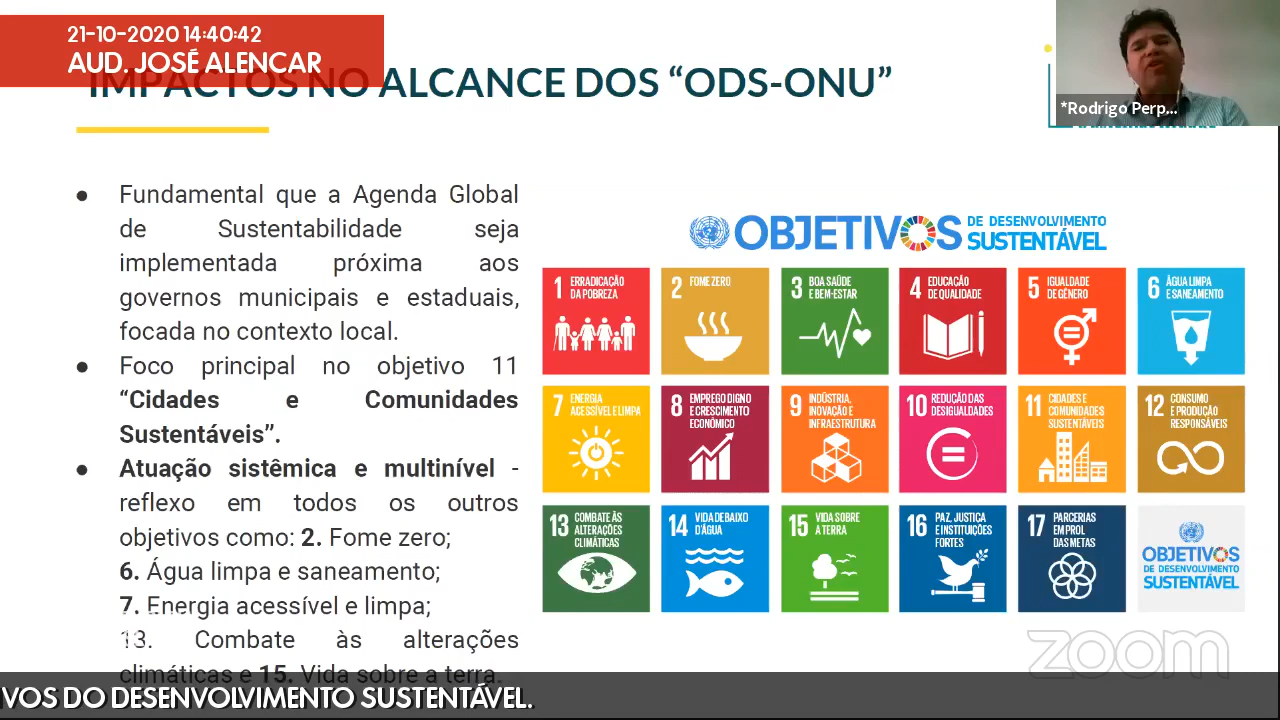 21-10-2020 14:40:42
AUD. JOSÉ ALENCAR
IMPACTOS NO ALCANCE DOS “ODS-ONU”
*Rodrigo Perp...
● Fundamental que a Agenda Global
de Sustentabilidade seja
implementada próxima aos
governos municipais e estaduais,
focada no contexto local.
● Foco principal no objetivo 11
“Cidades e Comunidades
Sustentáveis”.
● Atuação sistêmica e multinível -
reflexo em todos os outros
objetivos como: 2. Fome zero;
6. Água limpa e saneamento;
7. Energia acessível e limpa;
13. Combate às alterações
climáticas e 15. Vida sobre a terra.
OBJETIVOS
DE DESENVOLVIMENTO
SUSTENTÁVEL
1 ERRADICAÇÃO
DA POBREZA
2 FOME ZERO
3 BOA SAÚDE
E BEM-ESTAR
4 EDUCAÇÃO
DE QUALIDADE
5 IGUALDADE
DE GÊNERO
6 ÁGUA LIMPA
E SANEAMENTO
7 ENERGIA
ACESSÍVEL E LIMPA
8 EMPREGO DIGNO
E CRESCIMENTO
ECONÔMICO
9 INDÚSTRIA,
INOVAÇÃO E
INFRAESTRUTURA
10 REDUÇÃO DAS
DESIGUALDADES
11 CIDADES E
COMUNIDADES
SUSTENTÁVEIS
12 CONSUMO
E PRODUÇÃO
RESPONSÁVEIS
13 COMBATE ÀS
ALTERAÇÕES
CLIMÁTICAS
14 VIDA DEBAIXO
D'ÁGUA
15 VIDA SOBRE
A TERRA
16 PAZ, JUSTIÇA
E INSTITUIÇÕES
FORTES
17 PARCERIAS
EM PROL
DAS METAS
OBJETIVOS
DE DESENVOLVIMENTO
SUSTENTÁVEL
zoom
VOS DO DESENVOLVIMENTO SUSTENTÁVEL.